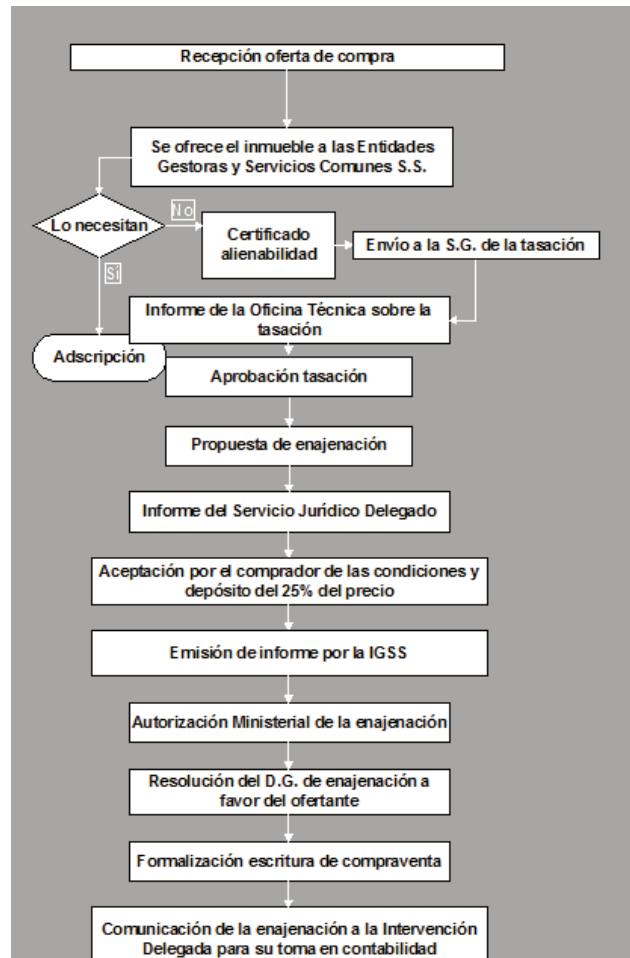 Recepción oferta de compra
Se ofrece el inmueble a las Entidades
Gestoras y Servicios Comunes S.S.
Lo necesitan
No
Certificado
alienabilidad
Envío a la S.G. de la tasación
Sí
Informe de la Oficina Técnica sobre la
tasación
Adscripción
Aprobación tasación
Propuesta de enajenación
Informe del Servicio Jurídico Delegado
Aceptación por el comprador de las condiciones y
depósito del 25% del precio
Emisión de informe por la IGSS
Autorización Ministerial de la enajenación
Resolución del D.G. de enajenación a
favor del ofertante
Formalización escritura de compraventa
Comunicación de la enajenación a la Intervención
Delegada para su toma en contabilidad